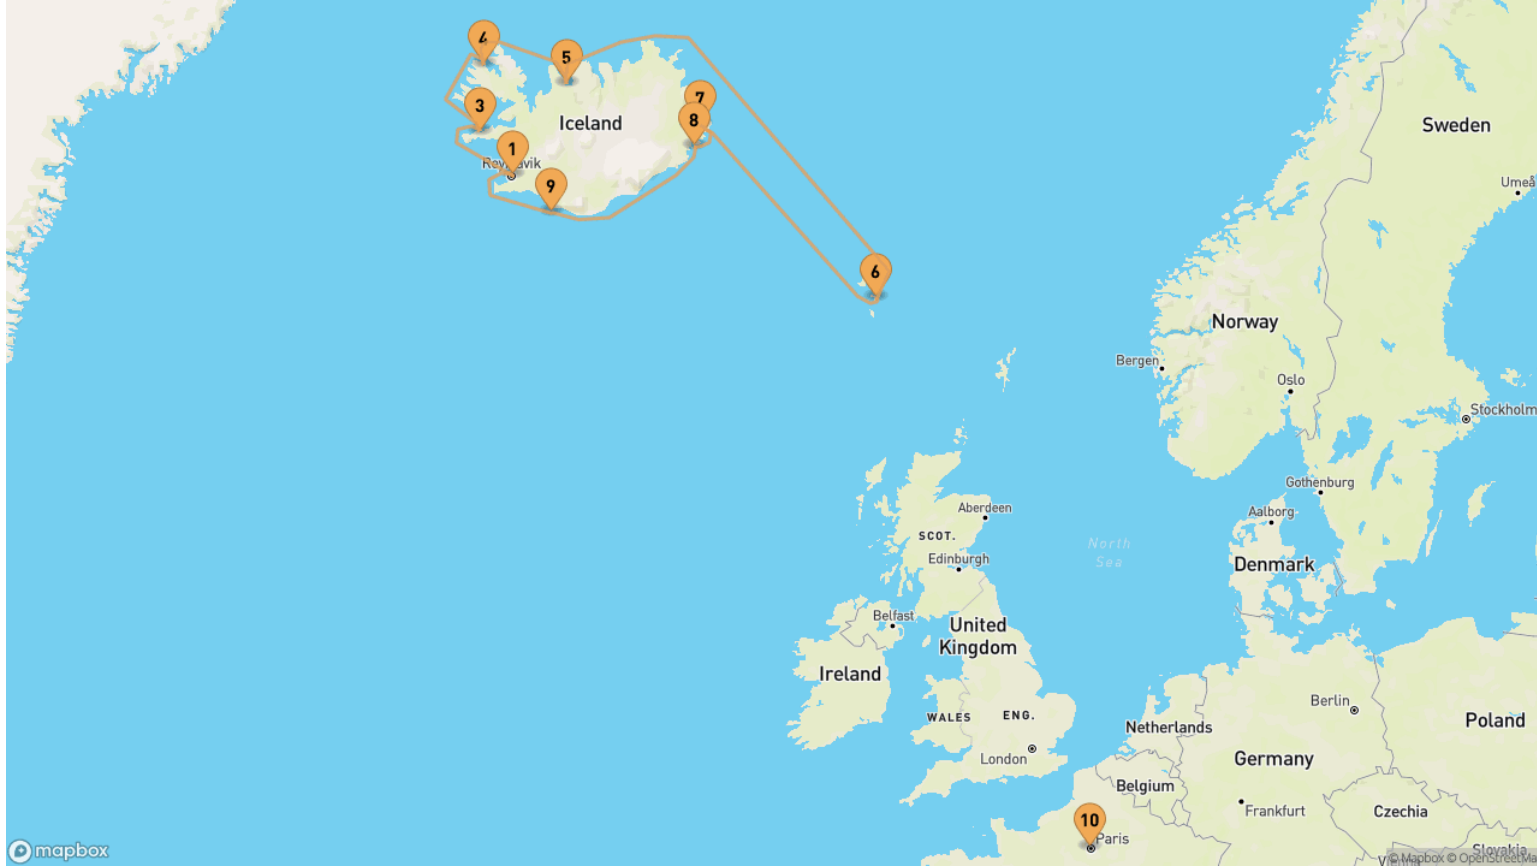 4
5
7
3
8
Iceland
Sweden
1
Reykjavik
9
Umeå
6
Norway
Bergen
Oslo
Stockholm
Gothenburg
Aberdeen
Aalborg
SCOT.
North
Sea
Edinburgh
Denmark
Belfast
United
Kingdom
Ireland
Berlin
WALES
ENG.
Netherlands
Poland
London
Germany
Belgium
Frankfurt
Czechia
10
Paris
Slovakia
mapbox
© Mapbox © OpenStreetMa